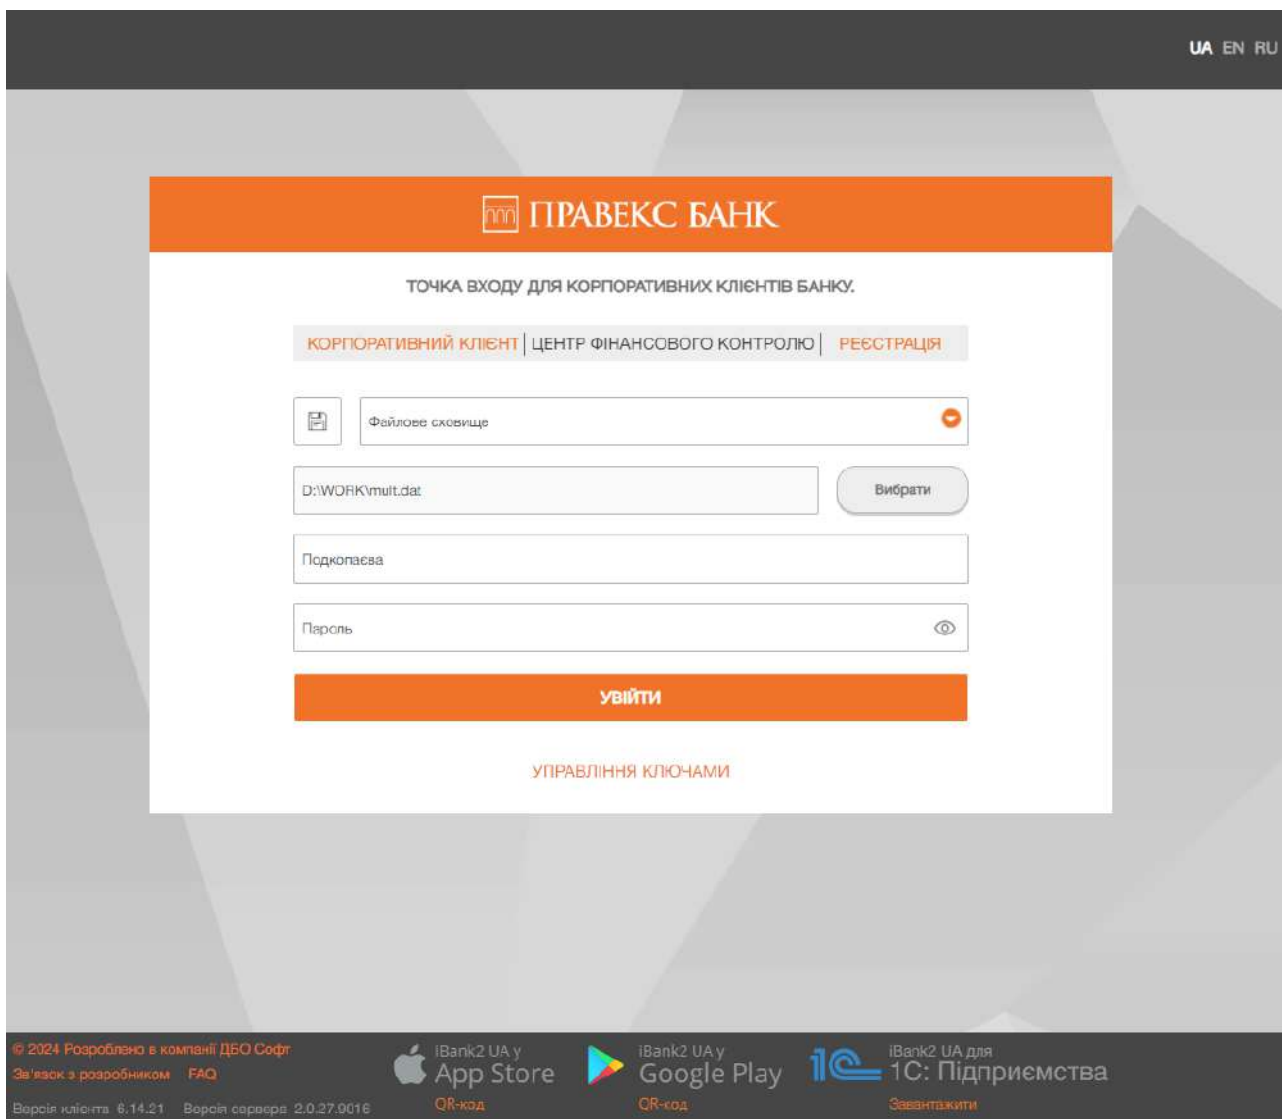 UA EN RU
ПРАВЕКС БАНК
ТОЧКА ВХОДУ ДЛЯ КОРПОРАТИВНИХ КЛІЄНТІВ БАНКУ.
КОРПОРАТИВНИЙ КЛІЄНТ | ЦЕНТР ФІНАНСОВОГО КОНТРОЛЮ | РЕЄСТРАЦІЯ
Файлове сховище
D:\WORK\mult.dat Вибрати
Подкопаєва
Пароль
УВІЙТИ
УПРАВЛІННЯ КЛЮЧАМИ
© 2024 Розроблено в компанії ДБО Софт
Зв'язок з розробником FAQ
Версія клієнта 6.14.21 Версія сервера 2.0.27.0016
iBank2 UA у
App Store
QR-код
iBank2 UA у
Google Play
QR-код
iBank2 UA для
1С: Підприємства
Завантажити